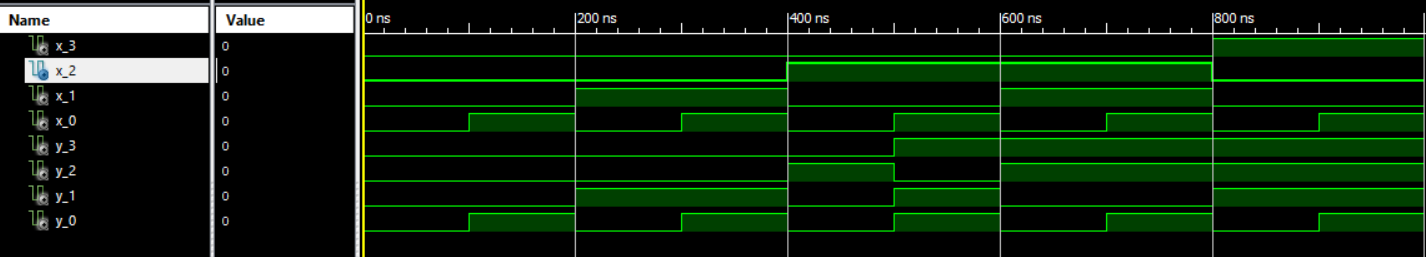 Name Value 0 ns 200 ns 400 ns 600 ns 800 ns
x_3 0
x_2 0
x_1 0
x_0 0
y_3 0
y_2 0
y_1 0
y_0 0